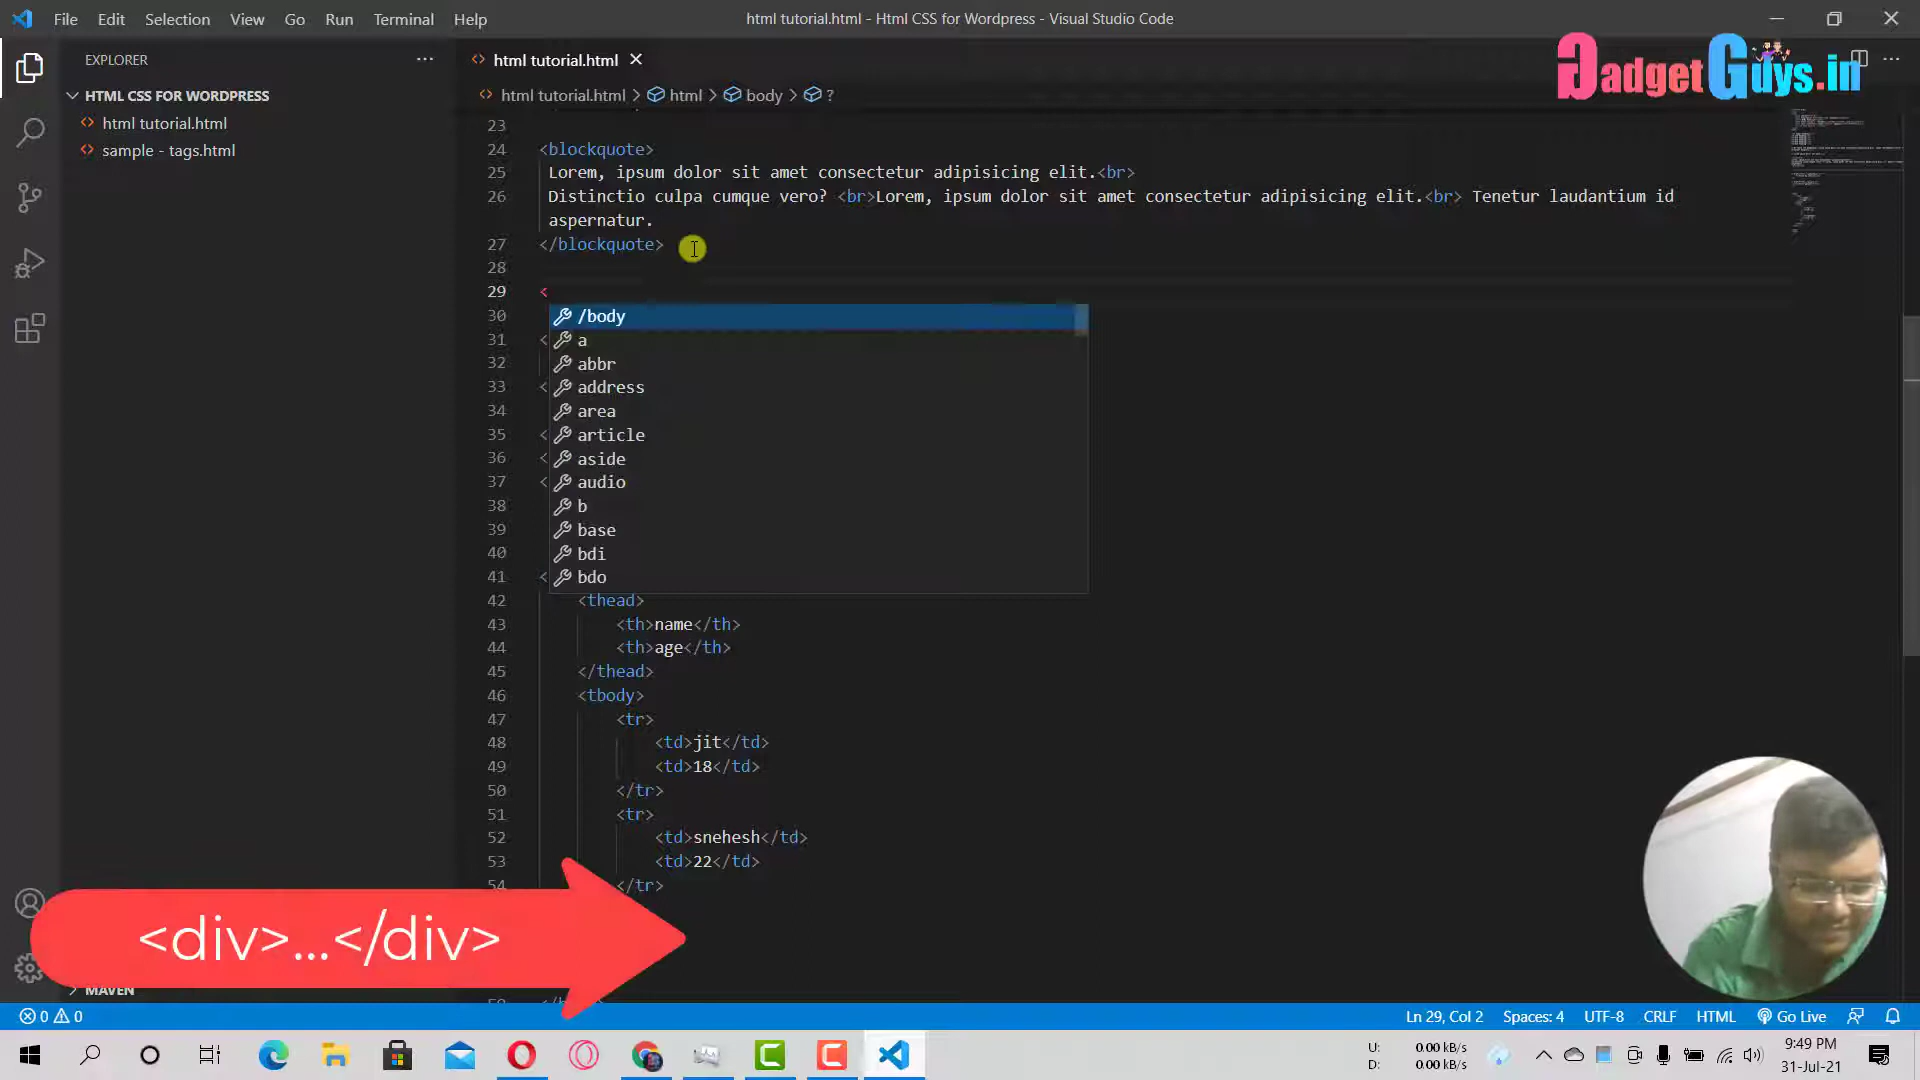 File Edit Selection View Go Run Terminal Help
html tutorial.html - Html CSS for Wordpress - Visual Studio Code
GadgetGuys.in
EXPLORER
HTML CSS FOR WORDPRESS
html tutorial.html
sample - tags.html
MAVEN
html tutorial.html
html tutorial.html > html > body > ?
23
24 <blockquote>
25 Lorem, ipsum dolor sit amet consectetur adipisicing elit.<br>
26 Distinctio culpa cumque vero? <br>Lorem, ipsum dolor sit amet consectetur adipisicing elit.<br> Tenetur laudantium id
aspernatur.
27 </blockquote>
28
29 <
30
31 <
32
33 <
34
35 <
36 <
37 <
38
39
40
41 <
/body
a
abbr
address
area
article
aside
audio
b
base
bdi
bdo
42 <thead>
43 <th>name</th>
44 <th>age</th>
45 </thead>
46 <tbody>
47 <tr>
48 <td>jit</td>
49 <td>18</td>
50 </tr>
51 <tr>
52 <td>snehesh</td>
53 <td>22</td>
54 </tr>
<div>...</div>
0 0
Ln 29, Col 2 Spaces: 4 UTF-8 CRLF HTML Go Live
U: 0.00 kB/s
D: 0.00 kB/s
9:49 PM
31-Jul-21